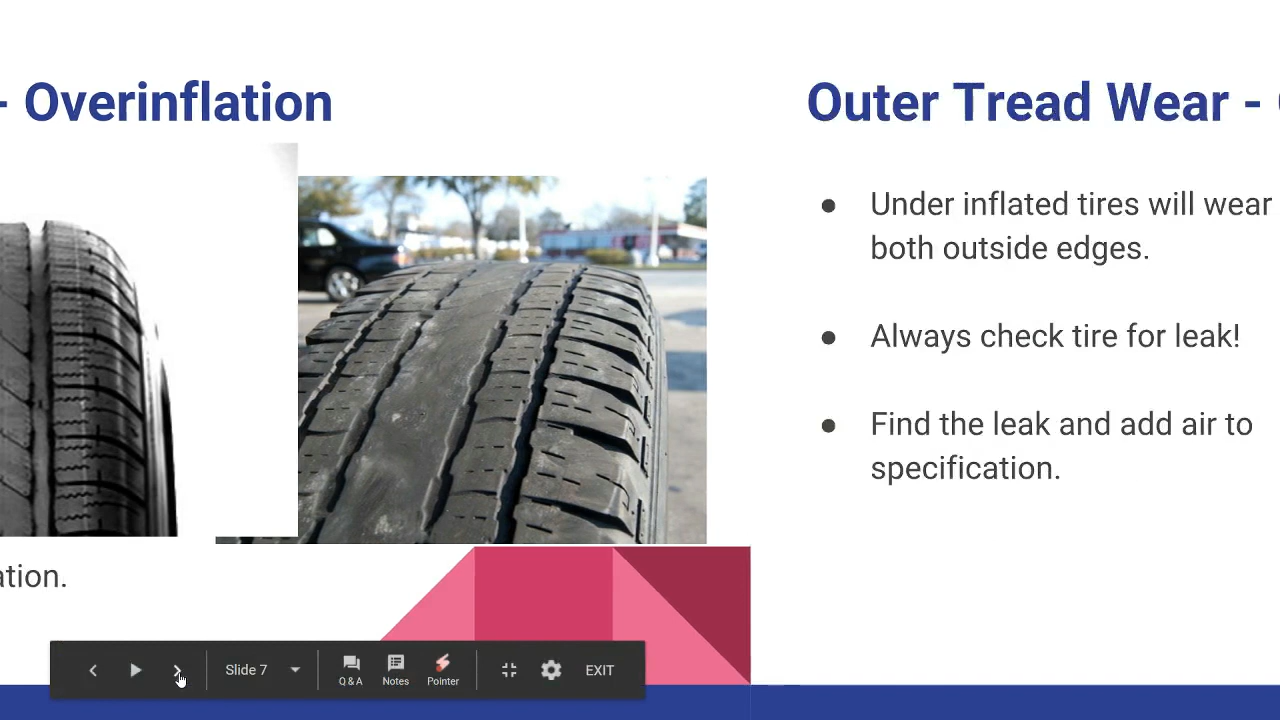 - Overinflation
Outer Tread Wear -
Under inflated tires will wear
both outside edges.
Always check tire for leak!
Find the leak and add air to
specification.
ation.
Slide 7
Q & A
Notes
Pointer
EXIT